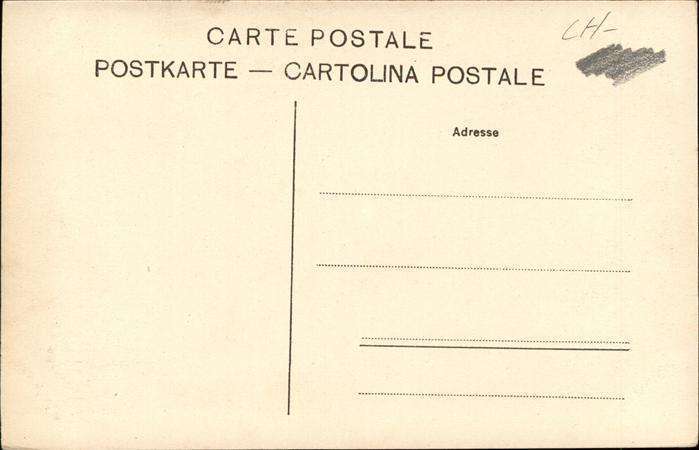 CARTE POSTALE
CH-
POSTKARTE — CARTOLINA POSTALE
Adresse